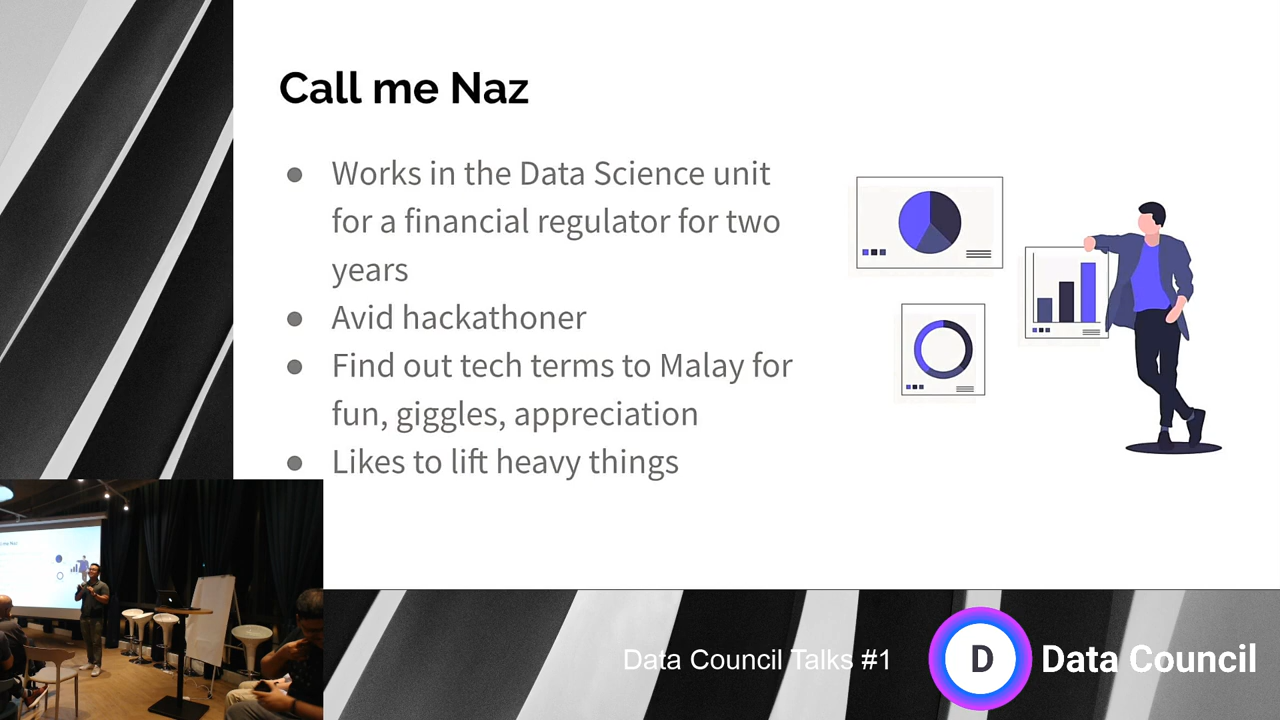 Call me Naz
● Works in the Data Science unit
for a financial regulator for two
years
● Avid hackathoner
● Find out tech terms to Malay for
fun, giggles, appreciation
● Likes to lift heavy things
Data Council Talks #1
D Data Council